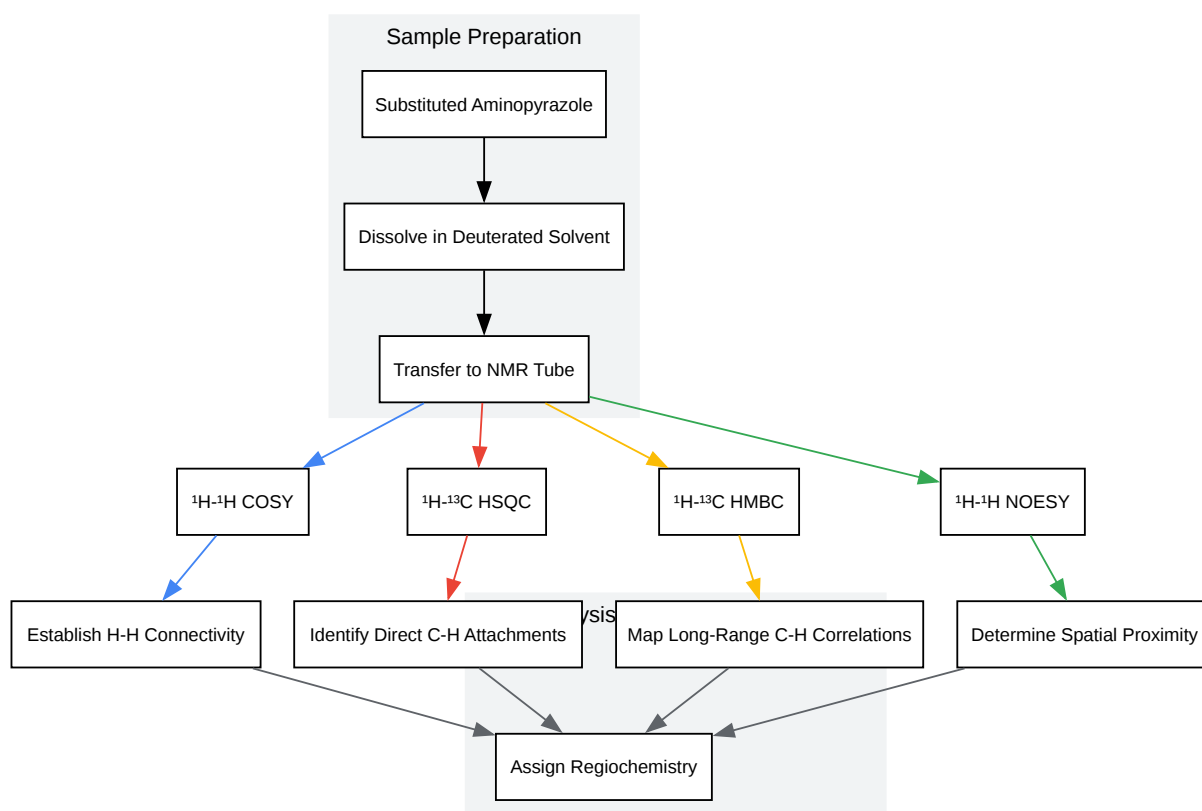 Sample Preparation
Substituted Aminopyrazole
Dissolve in Deuterated Solvent
Transfer to NMR Tube
¹H-¹H COSY
¹H-¹³C HSQC
¹H-¹³C HMBC
¹H-¹H NOESY
Establish H-H Connectivity
Identify Direct C-H Attachments
Map Long-Range C-H Correlations
Determine Spatial Proximity
Assign Regiochemistry